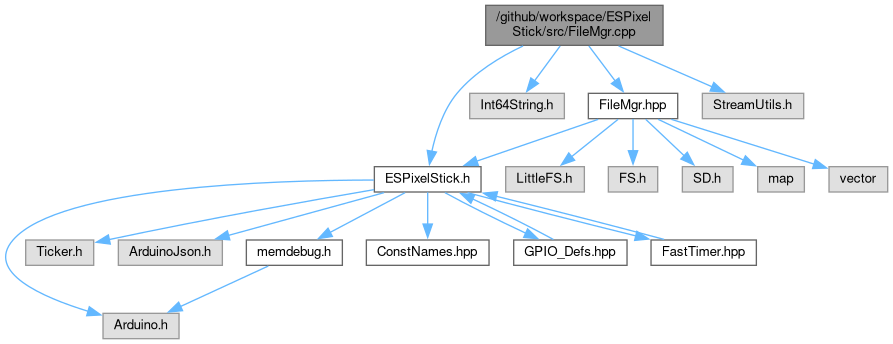 /github/workspace/ESPixel
Stick/src/FileMgr.cpp
Int64String.h
FileMgr.hpp
StreamUtils.h
ESPixelStick.h
LittleFS.h
FS.h
SD.h
map
vector
Ticker.h
ArduinoJson.h
memdebug.h
ConstNames.hpp
GPIO_Defs.hpp
FastTimer.hpp
Arduino.h